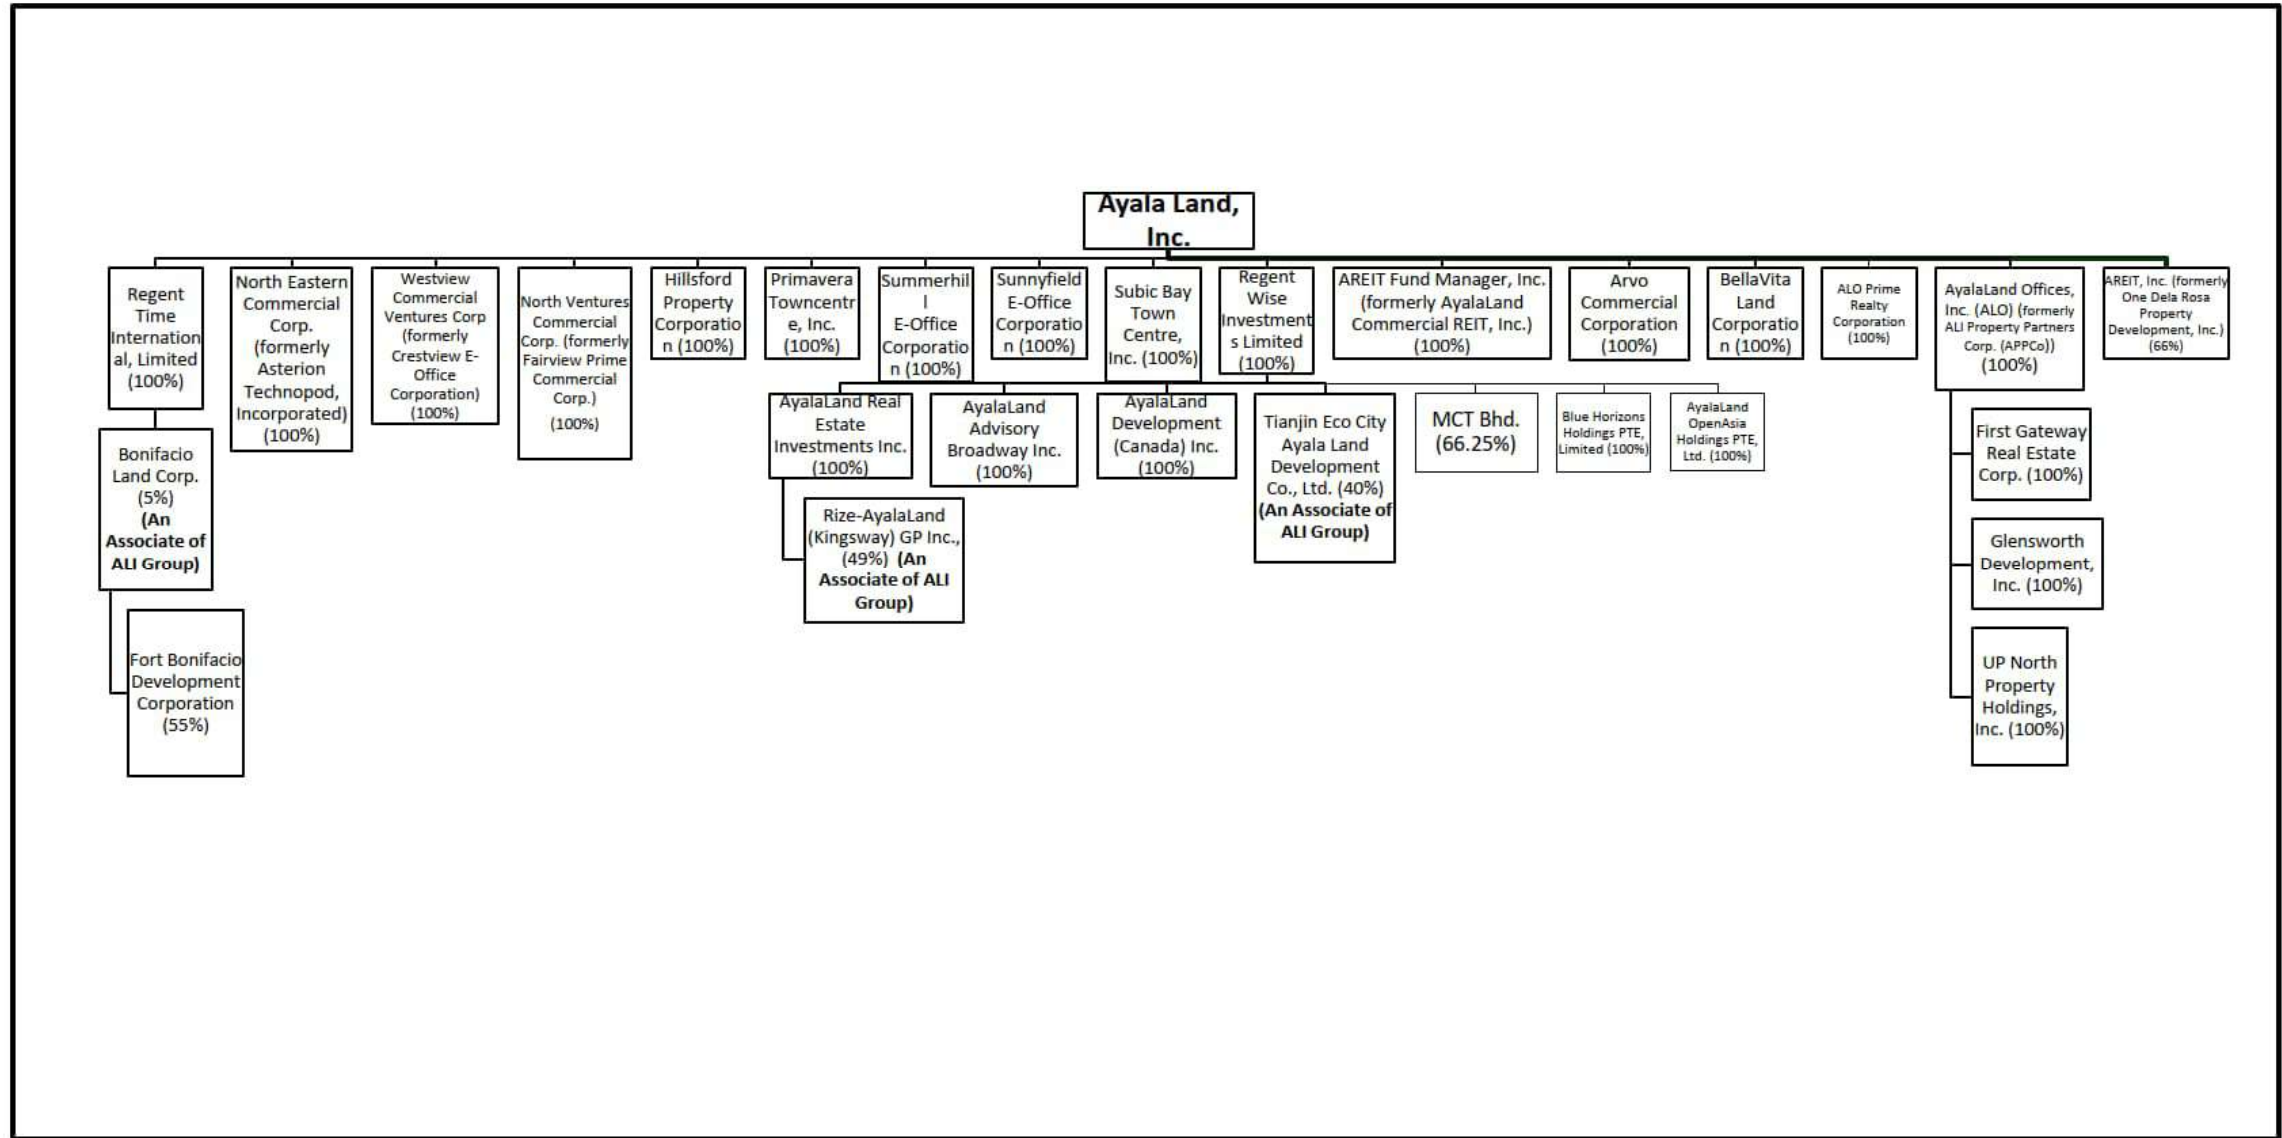 Ayala Land,
Inc.
Regent
Time
Internation
al, Limited
(100%)
North Eastern
Commercial
Corp.
(formerly
Asterion
Technopod,
Incorporated)
(100%)
Westview
Commercial
Ventures Corp
(formerly
Crestview E-
Office
Corporation)
(100%)
North Ventures
Commercial
Corp. (formerly
Fairview Prime
Commercial
Corp.)
(100%)
Hillsford
Property
Corporatio
n (100%)
Primavera
Towncentr
e, Inc.
(100%)
Summerhil
l
E-Office
Corporatio
n (100%)
Sunnyfield
E-Office
Corporatio
n (100%)
Subic Bay
Town
Centre,
Inc. (100%)
Regent
Wise
Investment
s Limited
(100%)
AREIT Fund Manager, Inc.
(formerly AyalaLand
Commercial REIT, Inc.)
(100%)
Arvo
Commercial
Corporation
(100%)
BellaVita
Land
Corporatio
n (100%)
ALO Prime
Realty
Corporation
(100%)
AyalaLand Offices,
Inc. (ALO) (formerly
ALI Property Partners
Corp. (APPCo))
(100%)
AREIT, Inc. (formerly
One Dela Rosa
Property
Development, Inc.)
(66%)
Bonifacio
Land Corp.
(5%)
(An
Associate of
ALI Group)
Fort Bonifacio
Development
Corporation
(55%)
AyalaLand Real
Estate
Investments Inc.
(100%)
Rize-AyalaLand
(Kingsway) GP Inc.,
(49%) (An
Associate of ALI
Group)
AyalaLand
Advisory
Broadway Inc.
(100%)
AyalaLand
Development
(Canada) Inc.
(100%)
Tianjin Eco City
Ayala Land
Development
Co., Ltd. (40%)
(An Associate of
ALI Group)
MCT Bhd.
(66.25%)
Blue Horizons
Holdings PTE,
Limited (100%)
AyalaLand
OpenAsia
Holdings PTE,
Ltd. (100%)
First Gateway
Real Estate
Corp. (100%)
Glensworth
Development,
Inc. (100%)
UP North
Property
Holdings,
Inc. (100%)